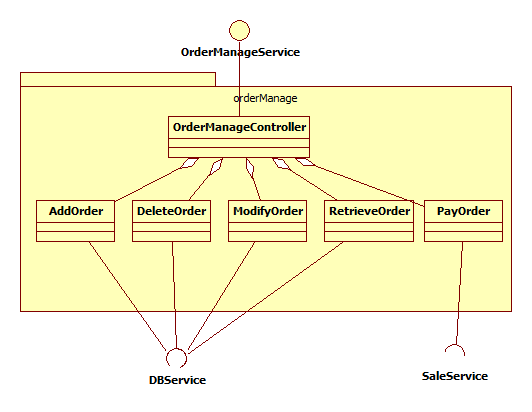 OrderManageService
orderManage
OrderManageController
AddOrder
DeleteOrder
ModifyOrder
RetrieveOrder
PayOrder
DBService
SaleService